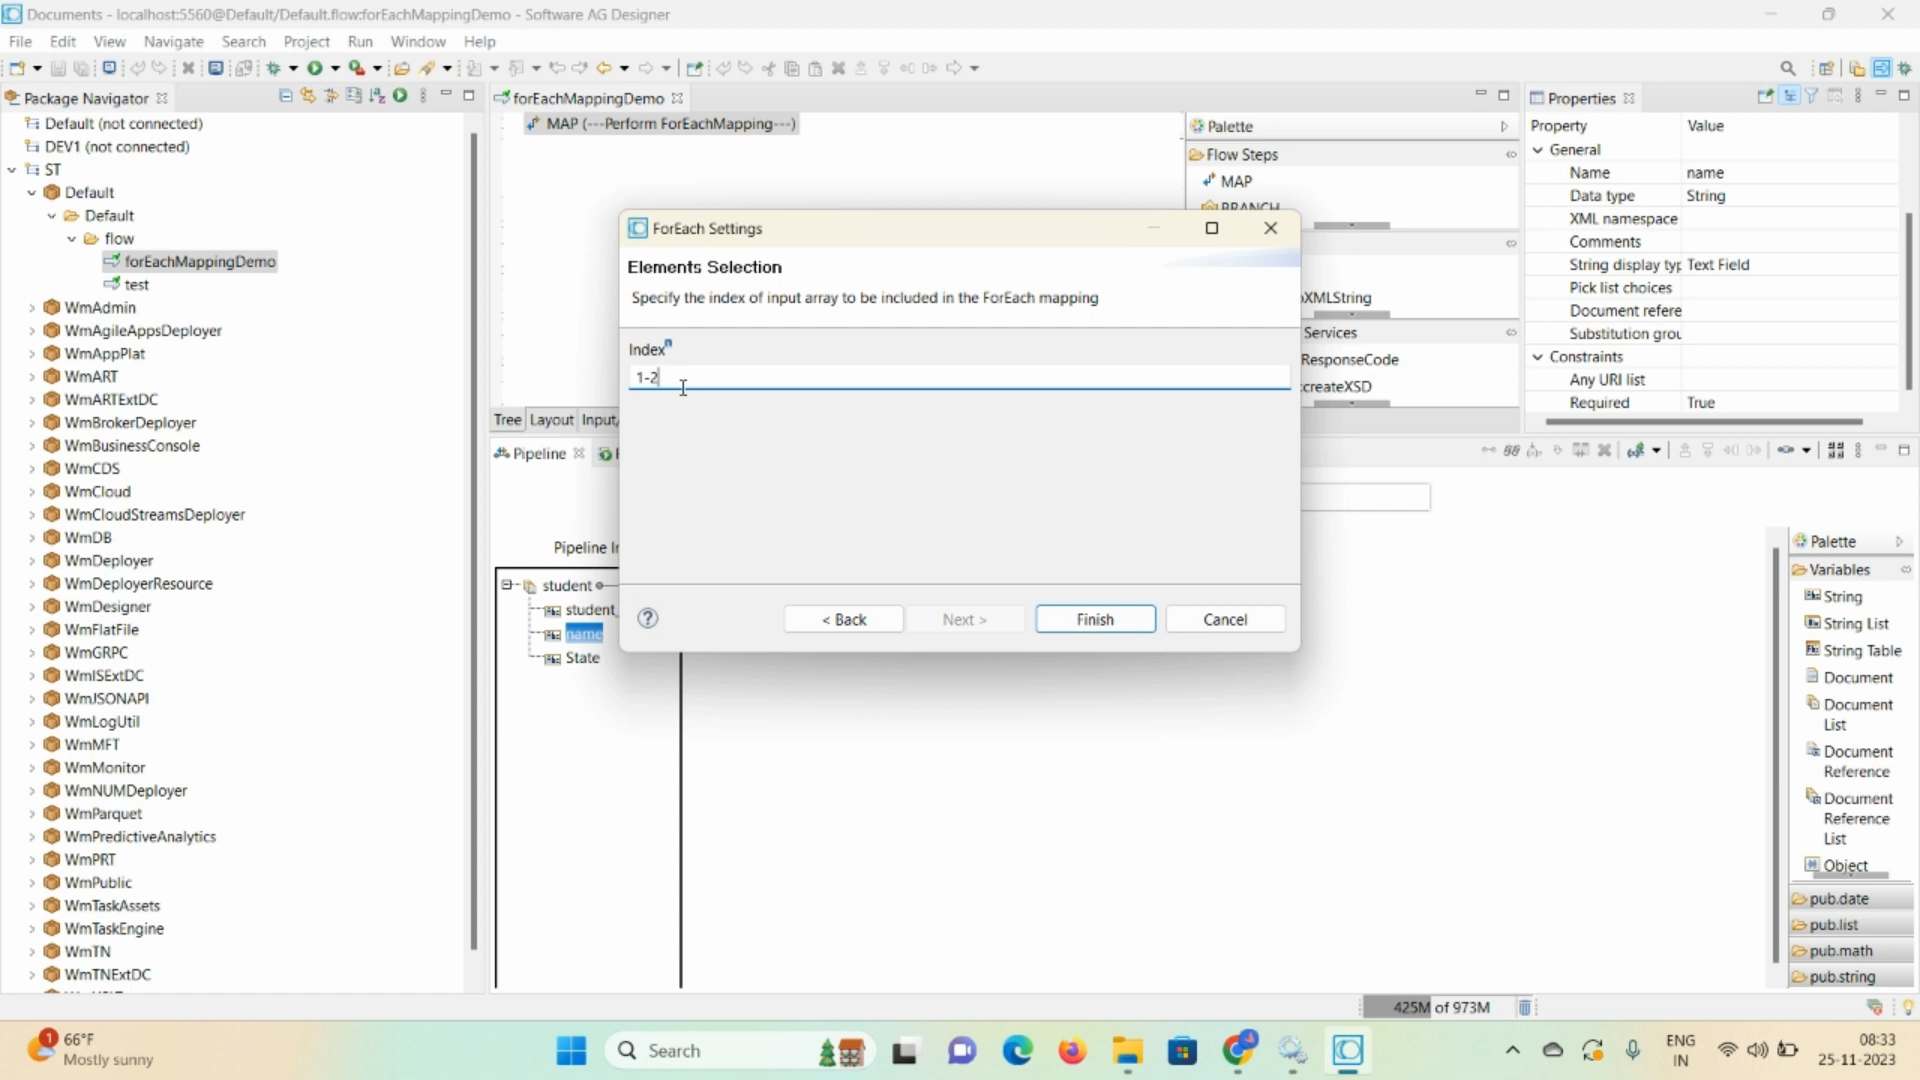 Documents - localhost:5560@Default/Default.flow:forEachMappingDemo - Software AG Designer
File Edit View Navigate Search Project Run Window Help
Package Navigator
Default (not connected)
DEV1 (not connected)
ST
Default
Default
flow
forEachMappingDemo
test
WmAdmin
WmAgileAppsDeployer
WmAppPlat
WmART
WmARTExtDC
WmBrokerDeployer
WmBusinessConsole
WmCDS
WmCloud
WmCloudStreamsDeployer
WmDB
WmDeployer
WmDeployerResource
WmDesigner
WmFlatFile
WmGRPC
WmISExtDC
WmJSONAPI
WmLogUtil
WmMFT
WmMonitor
WmNUMDeployer
WmParquet
WmPredictiveAnalytics
WmPRT
WmPublic
WmTaskAssets
WmTaskEngine
WmTN
WmTNExtDC
forEachMappingDemo
MAP (---Perform ForEachMapping---)
Palette
Flow Steps
MAP
BRANCH
XMLString
Services
ResponseCode
createXSD
Tree Layout Input/
ForEach Settings
Elements Selection
Specify the index of input array to be included in the ForEach mapping
Index
1-2
< Back Next > Finish Cancel
Pipeline
Pipeline In
student
student_
name
State
Properties
Property Value
General
Name name
Data type String
XML namespace
Comments
String display typ Text Field
Pick list choices
Document refere
Substitution grou
Constraints
Any URI list
Required True
Palette
Variables
String
String List
String Table
Document
Document
List
Document
Reference
Document
Reference
List
Object
pub.date
pub.list
pub.math
pub.string
425M of 973M
1
66°F
Mostly sunny
Search
ENG
IN
08:33
25-11-2023